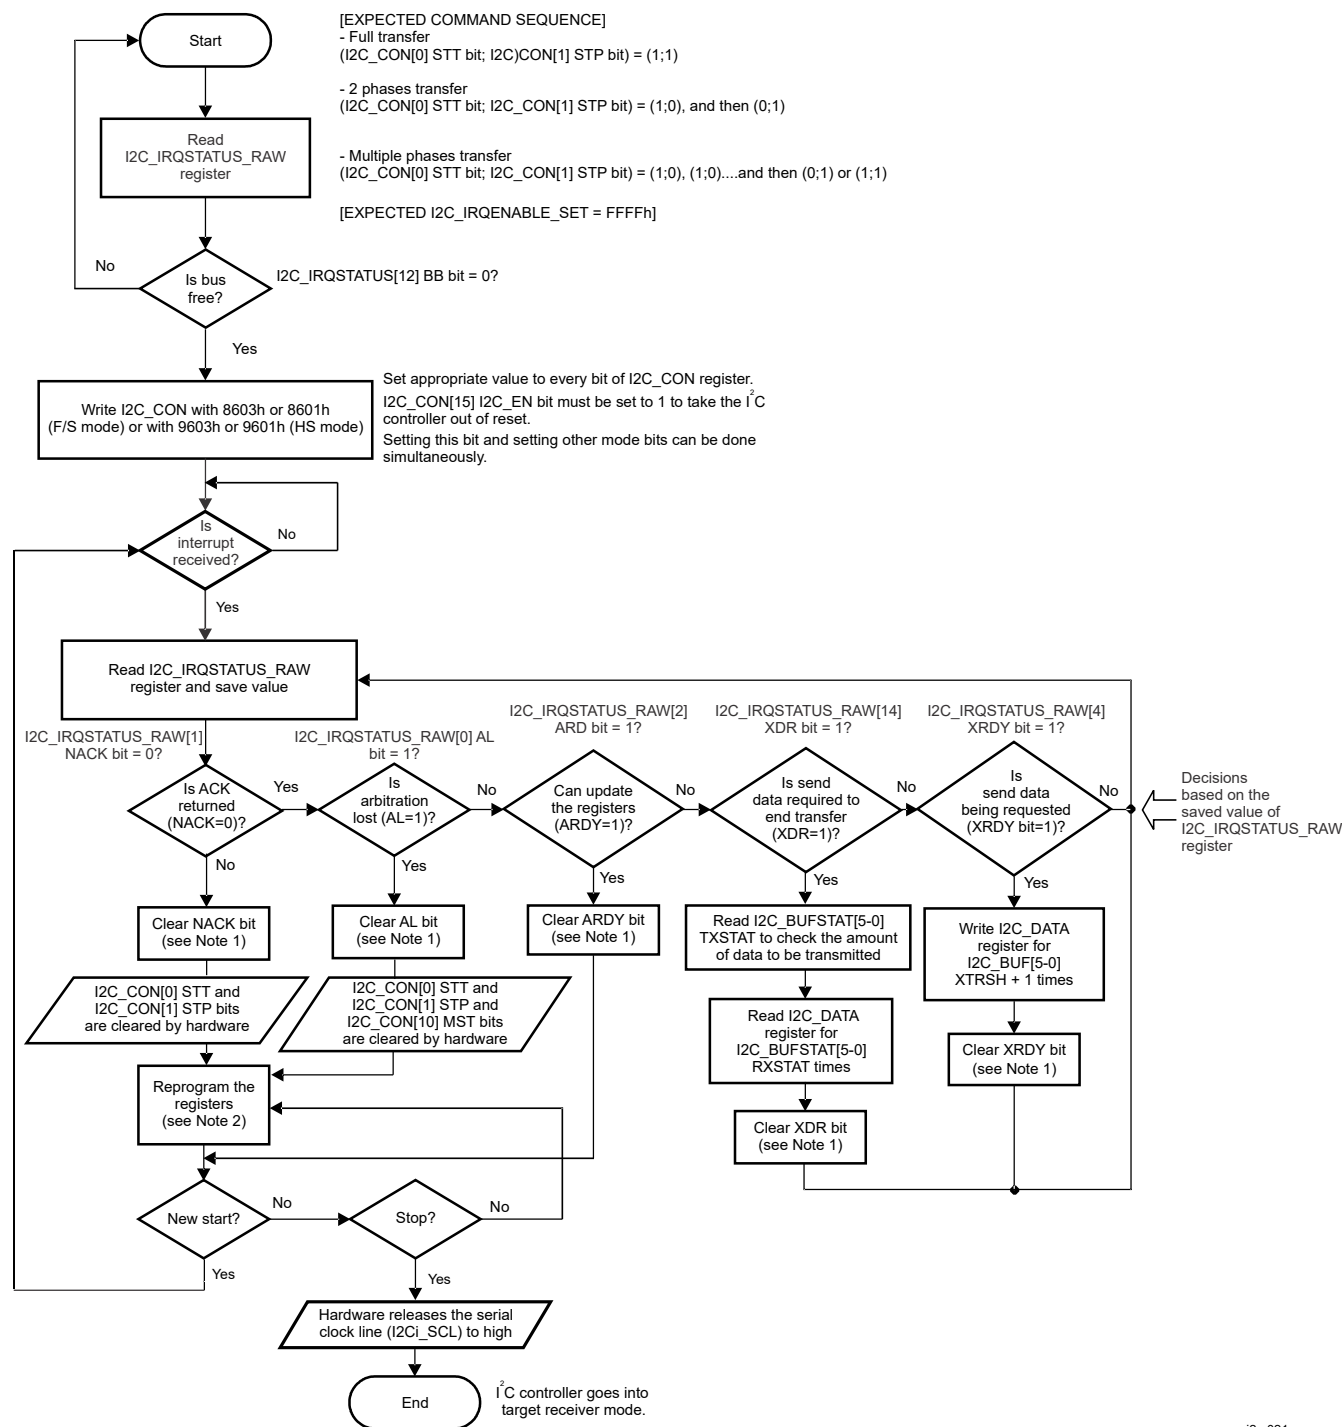 Start
[EXPECTED COMMAND SEQUENCE]
- Full transfer
(I2C_CON[0] STT bit; I2C)CON[1] STP bit) = (1;1)
- 2 phases transfer
(I2C_CON[0] STT bit; I2C_CON[1] STP bit) = (1;0), and then (0;1)
- Multiple phases transfer
(I2C_CON[0] STT bit; I2C_CON[1] STP bit) = (1;0), (1;0)....and then (0;1) or (1;1)
[EXPECTED I2C_IRQENABLE_SET = FFFFh]
Read
I2C_IRQSTATUS_RAW
register
No
Is bus
free?
I2C_IRQSTATUS[12] BB bit = 0?
Yes
Write I2C_CON with 8603h or 8601h
(F/S mode) or with 9603h or 9601h (HS mode)
Set appropriate value to every bit of I2C_CON register.
I2C_CON[15] I2C_EN bit must be set to 1 to take the I²C
controller out of reset.
Setting this bit and setting other mode bits can be done
simultaneously.
Is
interrupt
received?
No
Yes
Read I2C_IRQSTATUS_RAW
register and save value
I2C_IRQSTATUS_RAW[1]
NACK bit = 0?
I2C_IRQSTATUS_RAW[0] AL
bit = 1?
I2C_IRQSTATUS_RAW[2]
ARD bit = 1?
I2C_IRQSTATUS_RAW[14]
XDR bit = 1?
I2C_IRQSTATUS_RAW[4]
XRDY bit = 1?
Is ACK
returned
(NACK=0)?
Yes
Is
arbitration
lost (AL=1)?
No
Can update
the registers
(ARDY=1)?
No
Is send
data required to
end transfer
(XDR=1)?
No
Is
send data
being requested
(XRDY bit=1)?
No
Decisions
based on the
saved value of
I2C_IRQSTATUS_RAW
register
No
Yes
Yes
Yes
Yes
Clear NACK bit
(see Note 1)
Clear AL bit
(see Note 1)
Clear ARDY bit
(see Note 1)
Read I2C_BUFSTAT[5-0]
TXSTAT to check the amount
of data to be transmitted
Write I2C_DATA
register for
I2C_BUF[5-0]
XTRSH + 1 times
I2C_CON[0] STT and
I2C_CON[1] STP bits
are cleared by hardware
I2C_CON[0] STT and
I2C_CON[1] STP and
I2C_CON[10] MST bits
are cleared by hardware
Read I2C_DATA
register for
I2C_BUFSTAT[5-0]
RXSTAT times
Clear XRDY bit
(see Note 1)
Reprogram the
registers
(see Note 2)
Clear XDR bit
(see Note 1)
New start?
No
Stop?
No
Yes
Yes
Hardware releases the serial
clock line (I2Ci_SCL) to high
End
I²C controller goes into
target receiver mode.